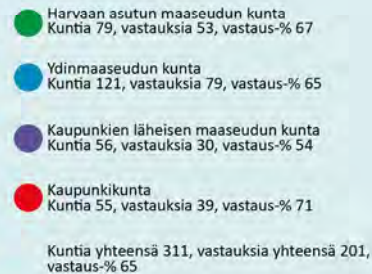 Harvaan asutun maaseudun kunta
Kuntia 79, vastauksia 53, vastaus-% 67
Ydinmaaseudun kunta
Kuntia 121, vastauksia 79, vastaus-% 65
Kaupunkien läheisen maaseudun kunta
Kuntia 56, vastauksia 30, vastaus-% 54
Kaupunkikunta
Kuntia 55, vastauksia 39, vastaus-% 71
Kuntia yhteensä 311, vastauksia yhteensä 201,
vastaus-% 65